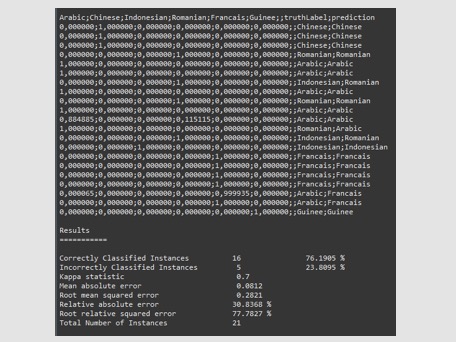 Arabic;Chinese;Indonesian;Romanian;Francais;Guinee;;truthLabel;prediction
0,000000;1,000000;0,000000;0,000000;0,000000;0,000000;;Chinese;Chinese
0,000000;1,000000;0,000000;0,000000;0,000000;0,000000;;Chinese;Chinese
0,000000;1,000000;0,000000;0,000000;0,000000;0,000000;;Chinese;Chinese
0,000000;0,000000;0,000000;1,000000;0,000000;0,000000;;Romanian;Romanian
1,000000;0,000000;0,000000;0,000000;0,000000;0,000000;;Arabic;Arabic
1,000000;0,000000;0,000000;0,000000;0,000000;0,000000;;Arabic;Arabic
0,000000;0,000000;0,000000;1,000000;0,000000;0,000000;;Indonesian;Romanian
1,000000;0,000000;0,000000;0,000000;0,000000;0,000000;;Arabic;Arabic
0,000000;0,000000;0,000000;1,000000;0,000000;0,000000;;Romanian;Romanian
1,000000;0,000000;0,000000;0,000000;0,000000;0,000000;;Arabic;Arabic
0,884885;0,000000;0,000000;0,115115;0,000000;0,000000;;Arabic;Arabic
1,000000;0,000000;0,000000;0,000000;0,000000;0,000000;;Romanian;Arabic
0,000000;0,000000;0,000000;1,000000;0,000000;0,000000;;Indonesian;Romanian
0,000000;0,000000;1,000000;0,000000;0,000000;0,000000;;Indonesian;Indonesian
0,000000;0,000000;0,000000;0,000000;1,000000;0,000000;;Francais;Francais
0,000000;0,000000;0,000000;0,000000;1,000000;0,000000;;Francais;Francais
0,000000;0,000000;0,000000;0,000000;1,000000;0,000000;;Francais;Francais
0,000000;0,000000;0,000000;0,000000;1,000000;0,000000;;Francais;Francais
0,000065;0,000000;0,000000;0,000000;0,999935;0,000000;;Arabic;Francais
0,000000;0,000000;0,000000;0,000000;1,000000;0,000000;;Arabic;Francais
0,000000;0,000000;0,000000;0,000000;0,000000;1,000000;;Guinee;Guinee
Results
===========
Correctly Classified Instances 16 76.1905 %
Incorrectly Classified Instances 5 23.8095 %
Kappa statistic 0.7
Mean absolute error 0.0812
Root mean squared error 0.2821
Relative absolute error 30.8368 %
Root relative squared error 77.7827 %
Total Number of Instances 21